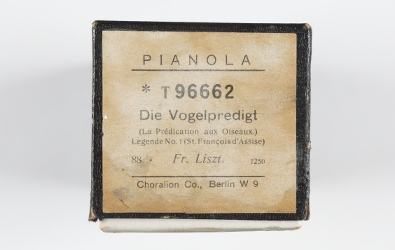 PIANOLA
* T 96662
Die Vogelpredigt
(La Prédication aux Oiseaux.)
Legende No. 1 (St. François d'Assise)
88 • Fr. Liszt. 1250
Choralion Co., Berlin W 9